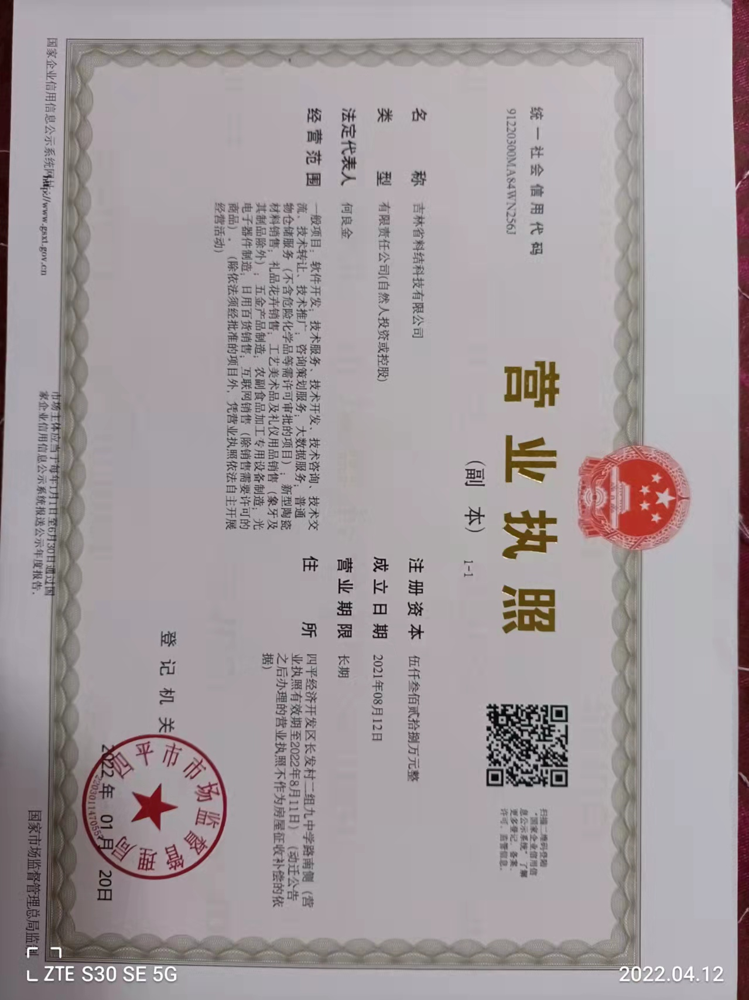 营业执照
（副 本） 1-1
统一社会信用代码
91220300MA84WN256J
扫描二维码登陆
“国家企业信用信
息公示系统”了解
更多登记、备案、
许可、监管信息。
名 称 吉林省料结科技有限公司
类 型 有限责任公司(自然人投资或控股)
法定代表人 何良金
经营范围 一般项目：软件开发；技术服务、技术开发、技术咨询、技术交
流、技术转让、技术推广；咨询策划服务；大数据服务；普通
物仓储服务（不含危险化学品等需许可审批的项目）；新型陶瓷
材料销售；礼品花卉销售；工艺美术品及礼仪用品销售（象牙及
其制品除外）；五金产品制造；农副食品加工专用设备制造；光
电子器件制造；日用百货销售；互联网销售（除销售需要许可的
商品）。（除依法须经批准的项目外，凭营业执照依法自主开展
经营活动）
注册资本 伍仟叁佰贰拾捌万元整
成立日期 2021年08月12日
营业期限 长期
住 所 四平经济开发区长发村二组九中学路南侧（营
业执照有效期至2022年8月11日）（动迁公告
之后办理的营业执照不作为房屋征收补偿的依
据）
登记机关
四平市市场监督管理局
2022年 01月 20日
国家企业信用信息公示系统网址：http://www.gsxt.gov.cn
市场主体应当于每年1月1日至6月30日通过国
家企业信用信息公示系统报送公示年度报告。
国家市场监督管理总局监制
ZTE S30 SE 5G
2022.04.12